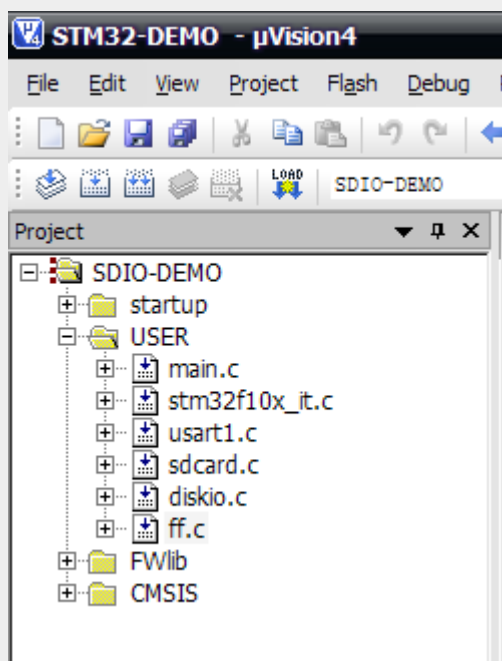 STM32-DEMO - µVision4
File Edit View Project Flash Debug
LOAD SDIO-DEMO
Project
SDIO-DEMO
startup
USER
main.c
stm32f10x_it.c
usart1.c
sdcard.c
diskio.c
ff.c
FWlib
CMSIS